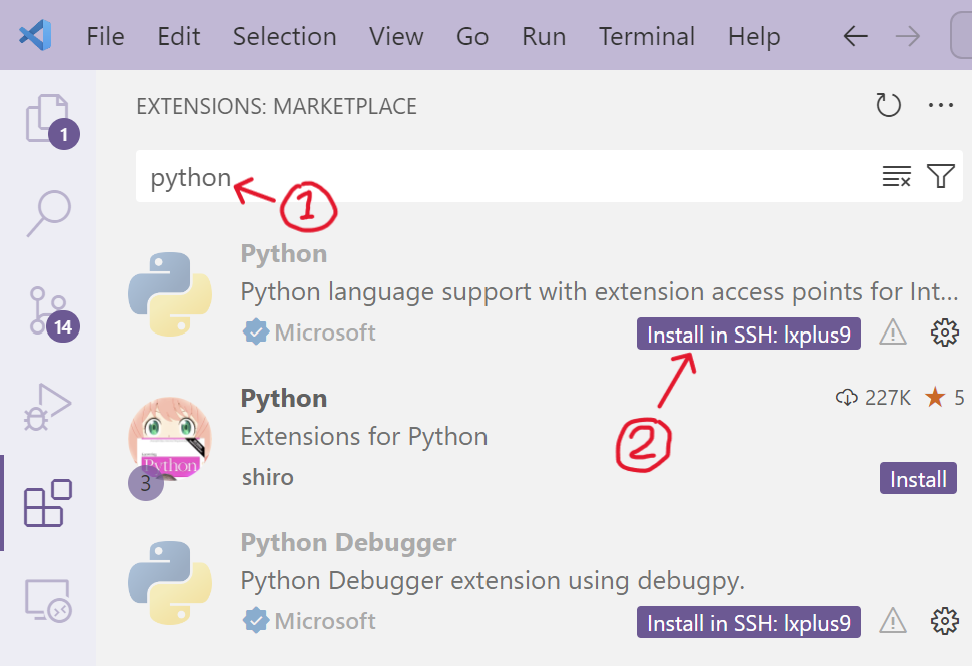 File Edit Selection View Go Run Terminal Help
EXTENSIONS: MARKETPLACE
1
python
1
Python
Python language support with extension access points for Int...
Microsoft Install in SSH: lxplus9
14
2
Python 227K 5
Extensions for Python
shiro
Python
3
Install
Python Debugger
Python Debugger extension using debugpy.
Microsoft Install in SSH: lxplus9